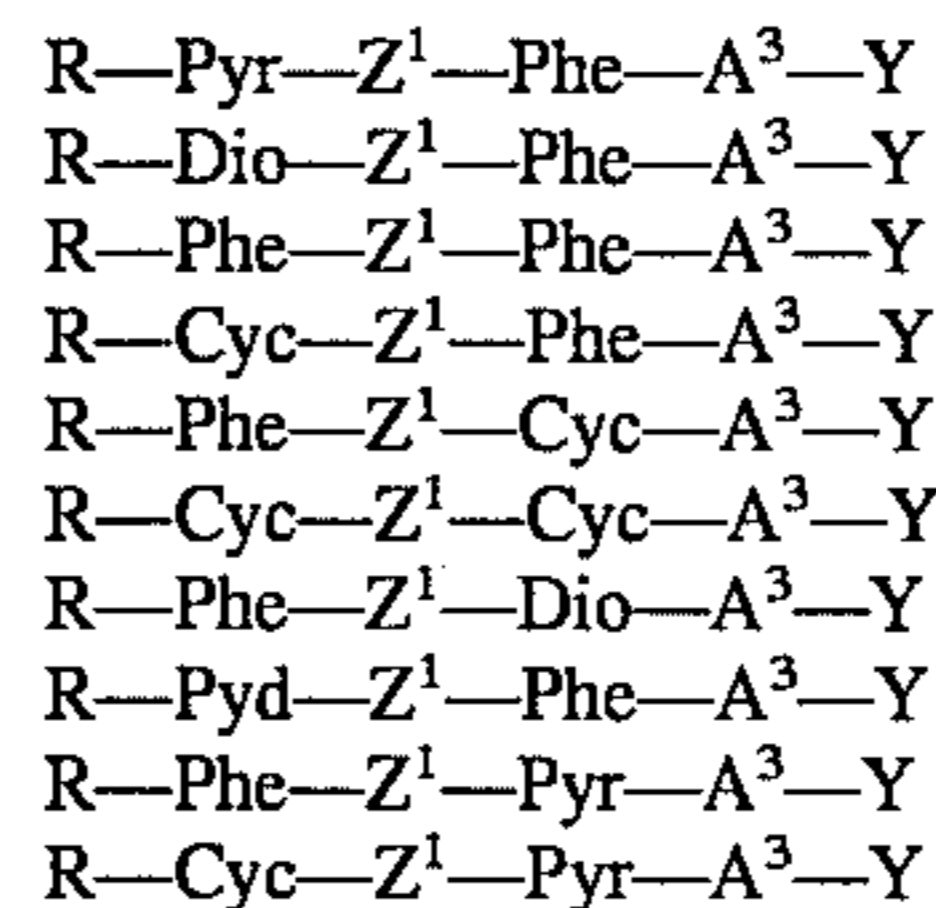 R—Pyr—Z¹—Phe—A³—Y
R—Dio—Z¹—Phe—A³—Y
R—Phe—Z¹—Phe—A³—Y
R—Cyc—Z¹—Phe—A³—Y
R—Phe—Z¹—Cyc—A³—Y
R—Cyc—Z¹—Cyc—A³—Y
R—Phe—Z¹—Dio—A³—Y
R—Pyd—Z¹—Phe—A³—Y
R—Phe—Z¹—Pyr—A³—Y
R—Cyc—Z¹—Pyr—A³—Y